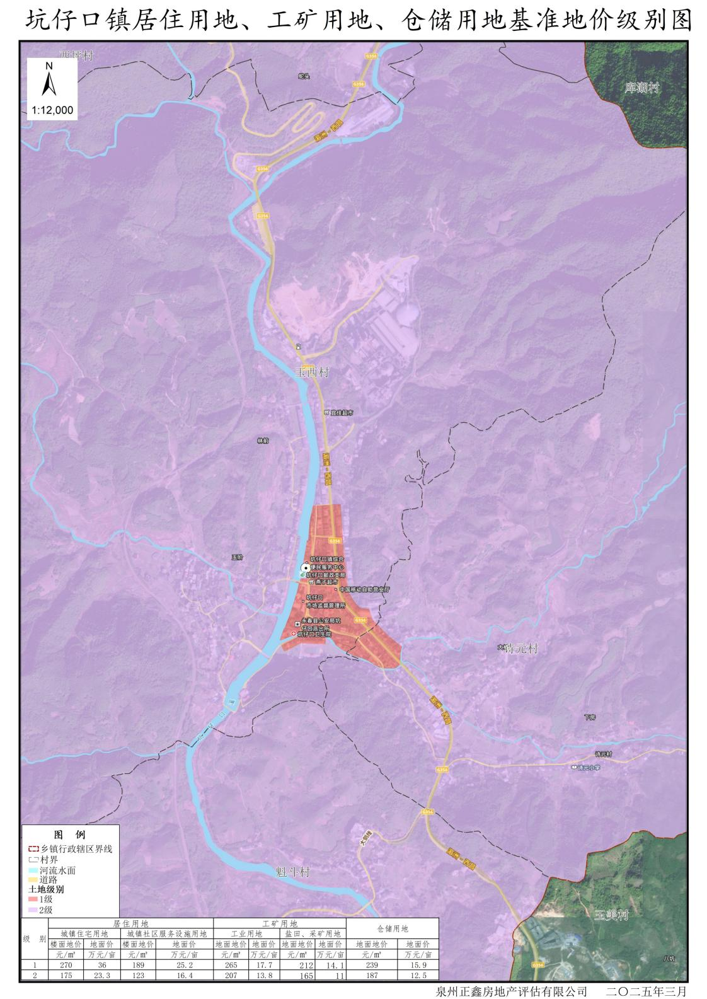 坑仔口镇居住用地、工矿用地、仓储用地基准地价级别图
西坪村
N
1:12,000
蛇头
G356
G356
库湖村
G356
G356
玉西村
宜佳超市
林前
G356
玉阶
坑仔口镇综合
便民服务中心
坑仔口邮政支局
燕子超市
中国移动自助营业厅
坑仔口
市场监督管理所
永春县公安局坑
仔口派出所
坑仔口卫生院
G356
诗元村
下房
诗元村
诗元小学
G356
G356
大剑线
魁斗村
玉美村
八坑
G356
图 例
乡镇行政辖区界线
村界
河流水面
道路
土地级别
1级
2级
级 别 居住用地 工矿用地 仓储用地
城镇住宅用地 城镇社区服务设施用地 工业用地 盐田、采矿用地
楼面地价 地面价 楼面地价 地面价 地面地价 地面价 地面地价 地面价 地面地价 地面价
元/㎡ 万元/亩 元/㎡ 万元/亩 元/㎡ 万元/亩 元/㎡ 万元/亩 元/㎡ 万元/亩
1 270 36 189 25.2 265 17.7 212 14.1 239 15.9
2 175 23.3 123 16.4 207 13.8 165 11 187 12.5
泉州正鑫房地产评估有限公司 二〇二五年三月